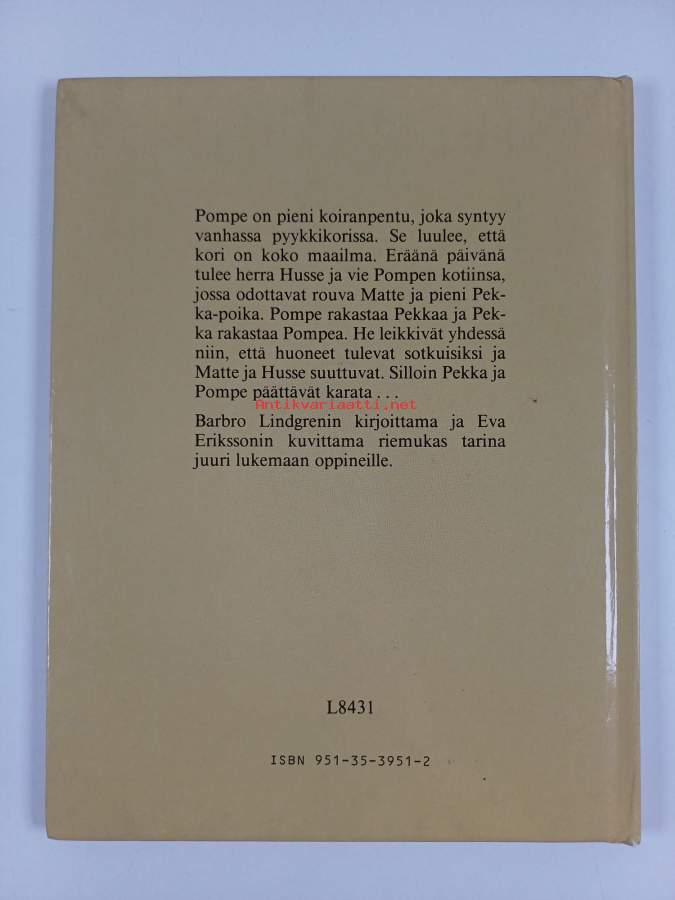 Pompe on pieni koiranpentu, joka syntyy
vanhassa pyykkikorissa. Se luulee, että
kori on koko maailma. Eräänä päivänä
tulee herra Husse ja vie Pompen kotiinsa,
jossa odottavat rouva Matte ja pieni Pek-
ka-poika. Pompe rakastaa Pekkaa ja Pek-
ka rakastaa Pompea. He leikkivät yhdessä
niin, että huoneet tulevat sotkuisiksi ja
Matte ja Husse suuttuvat. Silloin Pekka ja
Pompe päättävät karata . . .
Antikvariaatti.net
Barbro Lindgrenin kirjoittama ja Eva
Erikssonin kuvittama riemukas tarina
juuri lukemaan oppineille.
L8431
ISBN 951-35-3951-2